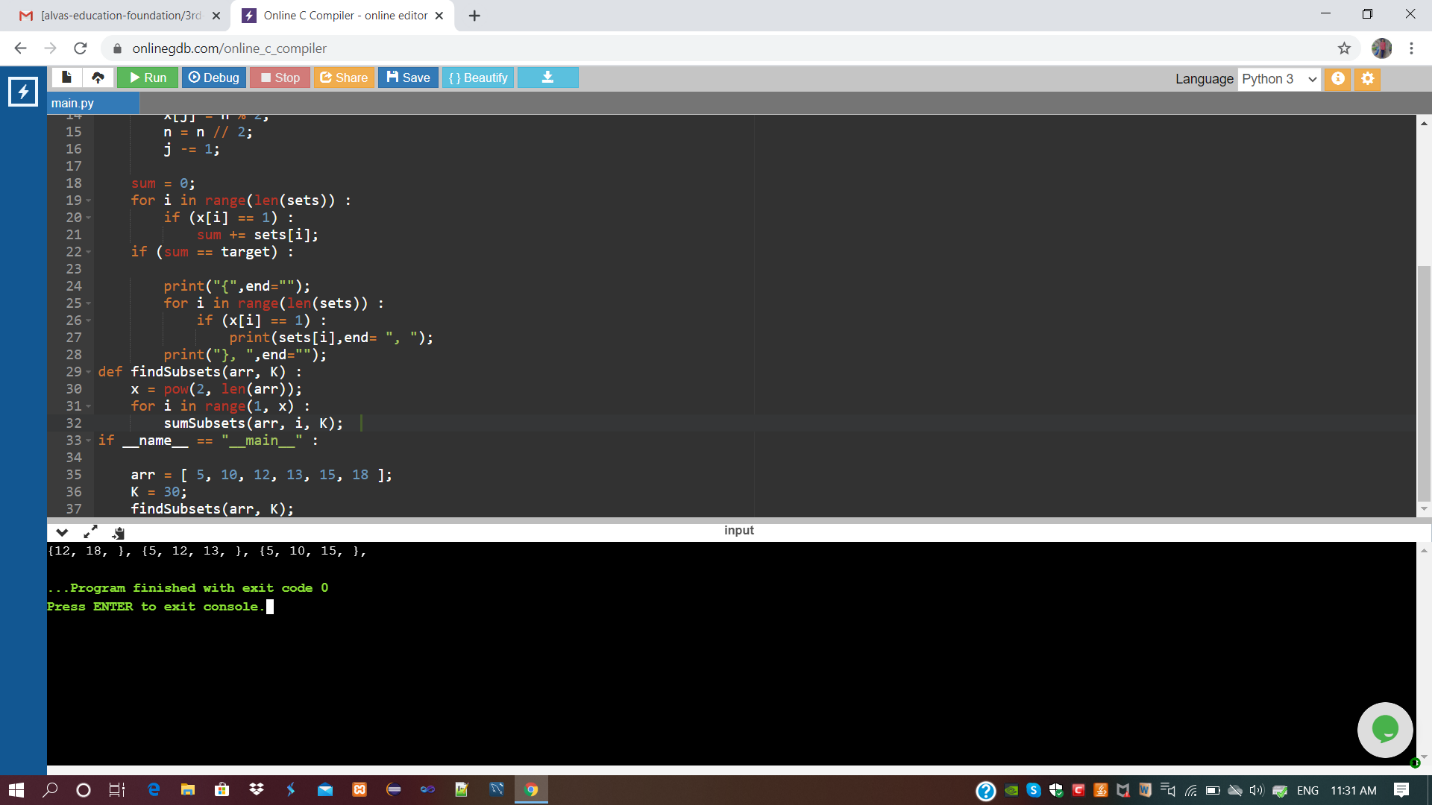 [alvas-education-foundation/3rd
Online C Compiler - online editor
onlinegdb.com/online_c_compiler
Run Debug Stop Share Save { } Beautify
Language Python 3
main.py
14 x[j] = n % 2;
15 n = n // 2;
16 j -= 1;
17
18 sum = 0;
19 for i in range(len(sets)) :
20 if (x[i] == 1) :
21 sum += sets[i];
22 if (sum == target) :
23
24 print("{",end="");
25 for i in range(len(sets)) :
26 if (x[i] == 1) :
27 print(sets[i],end= ", ");
28 print("}, ",end="");
29 def findSubsets(arr, K) :
30 x = pow(2, len(arr));
31 for i in range(1, x) :
32 sumSubsets(arr, i, K);
33 if __name__ == "__main__" :
34
35 arr = [ 5, 10, 12, 13, 15, 18 ];
36 K = 30;
37 findSubsets(arr, K);
input
{12, 18, }, {5, 12, 13, }, {5, 10, 15, },
...Program finished with exit code 0
Press ENTER to exit console.
ENG 11:31 AM